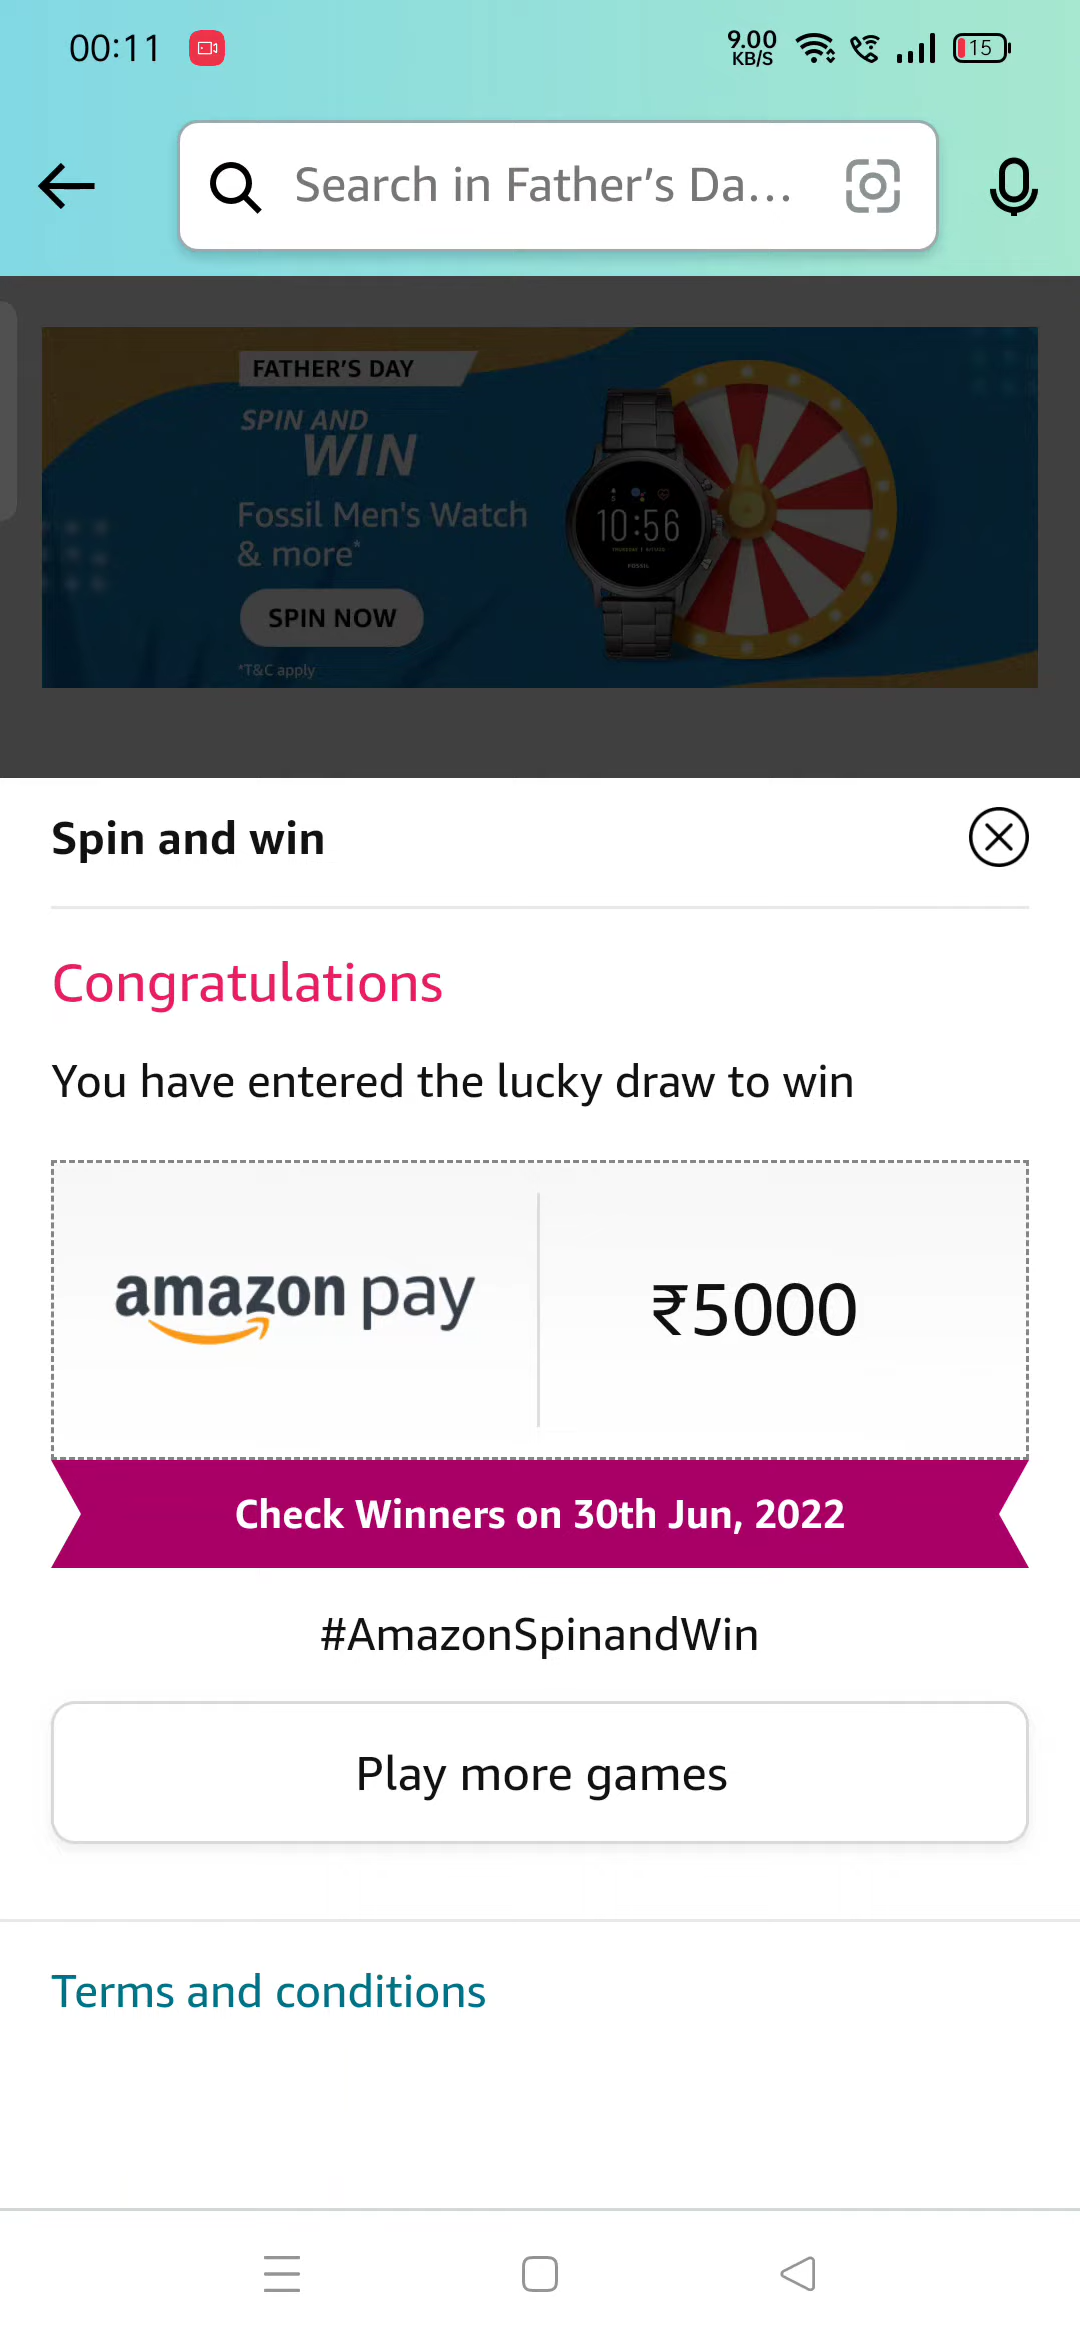 00:11
9.00
KB/S
15
Search in Father's Da...
FATHER'S DAY
SPIN AND
WIN
Fossil Men's Watch
& more*
10:56
FOSSIL
SPIN NOW
*T&C apply
Spin and win
Congratulations
You have entered the lucky draw to win
amazon pay
₹5000
Check Winners on 30th Jun, 2022
#AmazonSpinandWin
Play more games
Terms and conditions